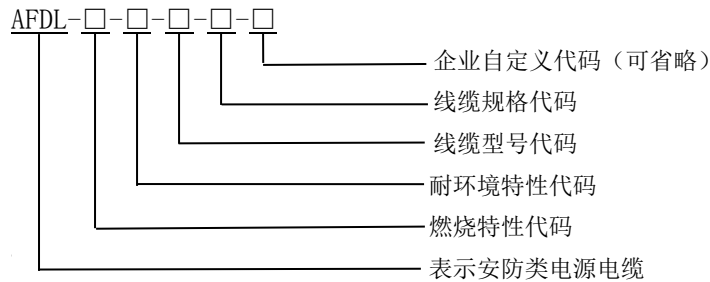 AFDL-□-□-□-□-□
企业自定义代码（可省略）
线缆规格代码
线缆型号代码
耐环境特性代码
燃烧特性代码
表示安防类电源电缆